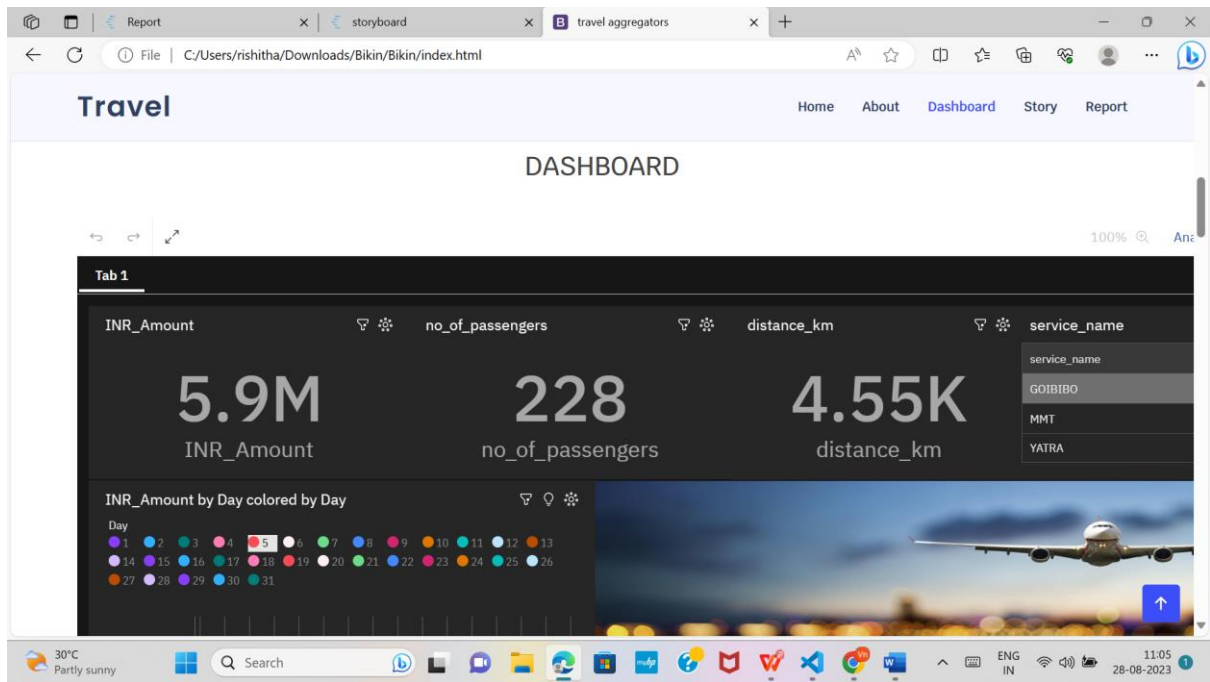 Report
storyboard
B travel aggregators
File | C:/Users/rishitha/Downloads/Bikin/Bikin/index.html
Travel
Home About Dashboard Story Report
DASHBOARD
100% Ana
Tab 1
INR_Amount no_of_passengers distance_km service_name
service_name
5.9M 228 4.55K
GOIBIBO
MMT
INR_Amount no_of_passengers distance_km
YATRA
INR_Amount by Day colored by Day
Day
1 2 3 4 5 6 7 8 9 10 11 12 13
14 15 16 17 18 19 20 21 22 23 24 25 26
27 28 29 30 31
30°C
Partly sunny
Search
ENG
IN
11:05
28-08-2023
1